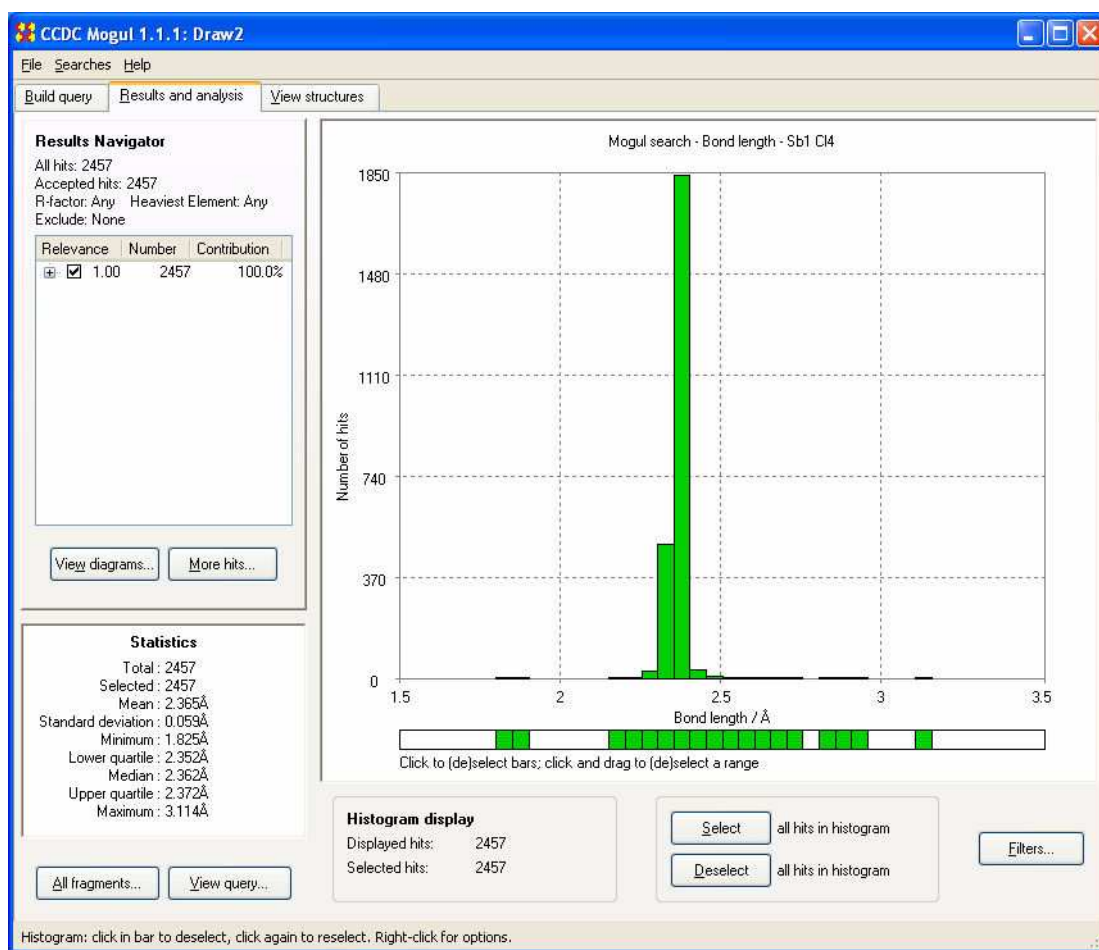 CCDC Mogul 1.1.1: Draw2
File Searches Help
Build query Results and analysis View structures
Results Navigator
All hits: 2457
Accepted hits: 2457
R-factor: Any Heaviest Element: Any
Exclude: None
Relevance Number Contribution
1.00 2457 100.0%
View diagrams... More hits...
Statistics
Total : 2457
Selected : 2457
Mean : 2.365Å
Standard deviation : 0.059Å
Minimum : 1.825Å
Lower quartile : 2.352Å
Median : 2.362Å
Upper quartile : 2.372Å
Maximum : 3.114Å
All fragments... View query...
Mogul search - Bond length - Sb1 Cl4
1850
1480
1110
740
370
0
Number of hits
1.5 2 2.5 3 3.5
Bond length / Å
Click to (de)select bars; click and drag to (de)select a range
Histogram display
Displayed hits: 2457
Selected hits: 2457
Select all hits in histogram
Deselect all hits in histogram
Filters...
Histogram: click in bar to deselect, click again to reselect. Right-click for options.